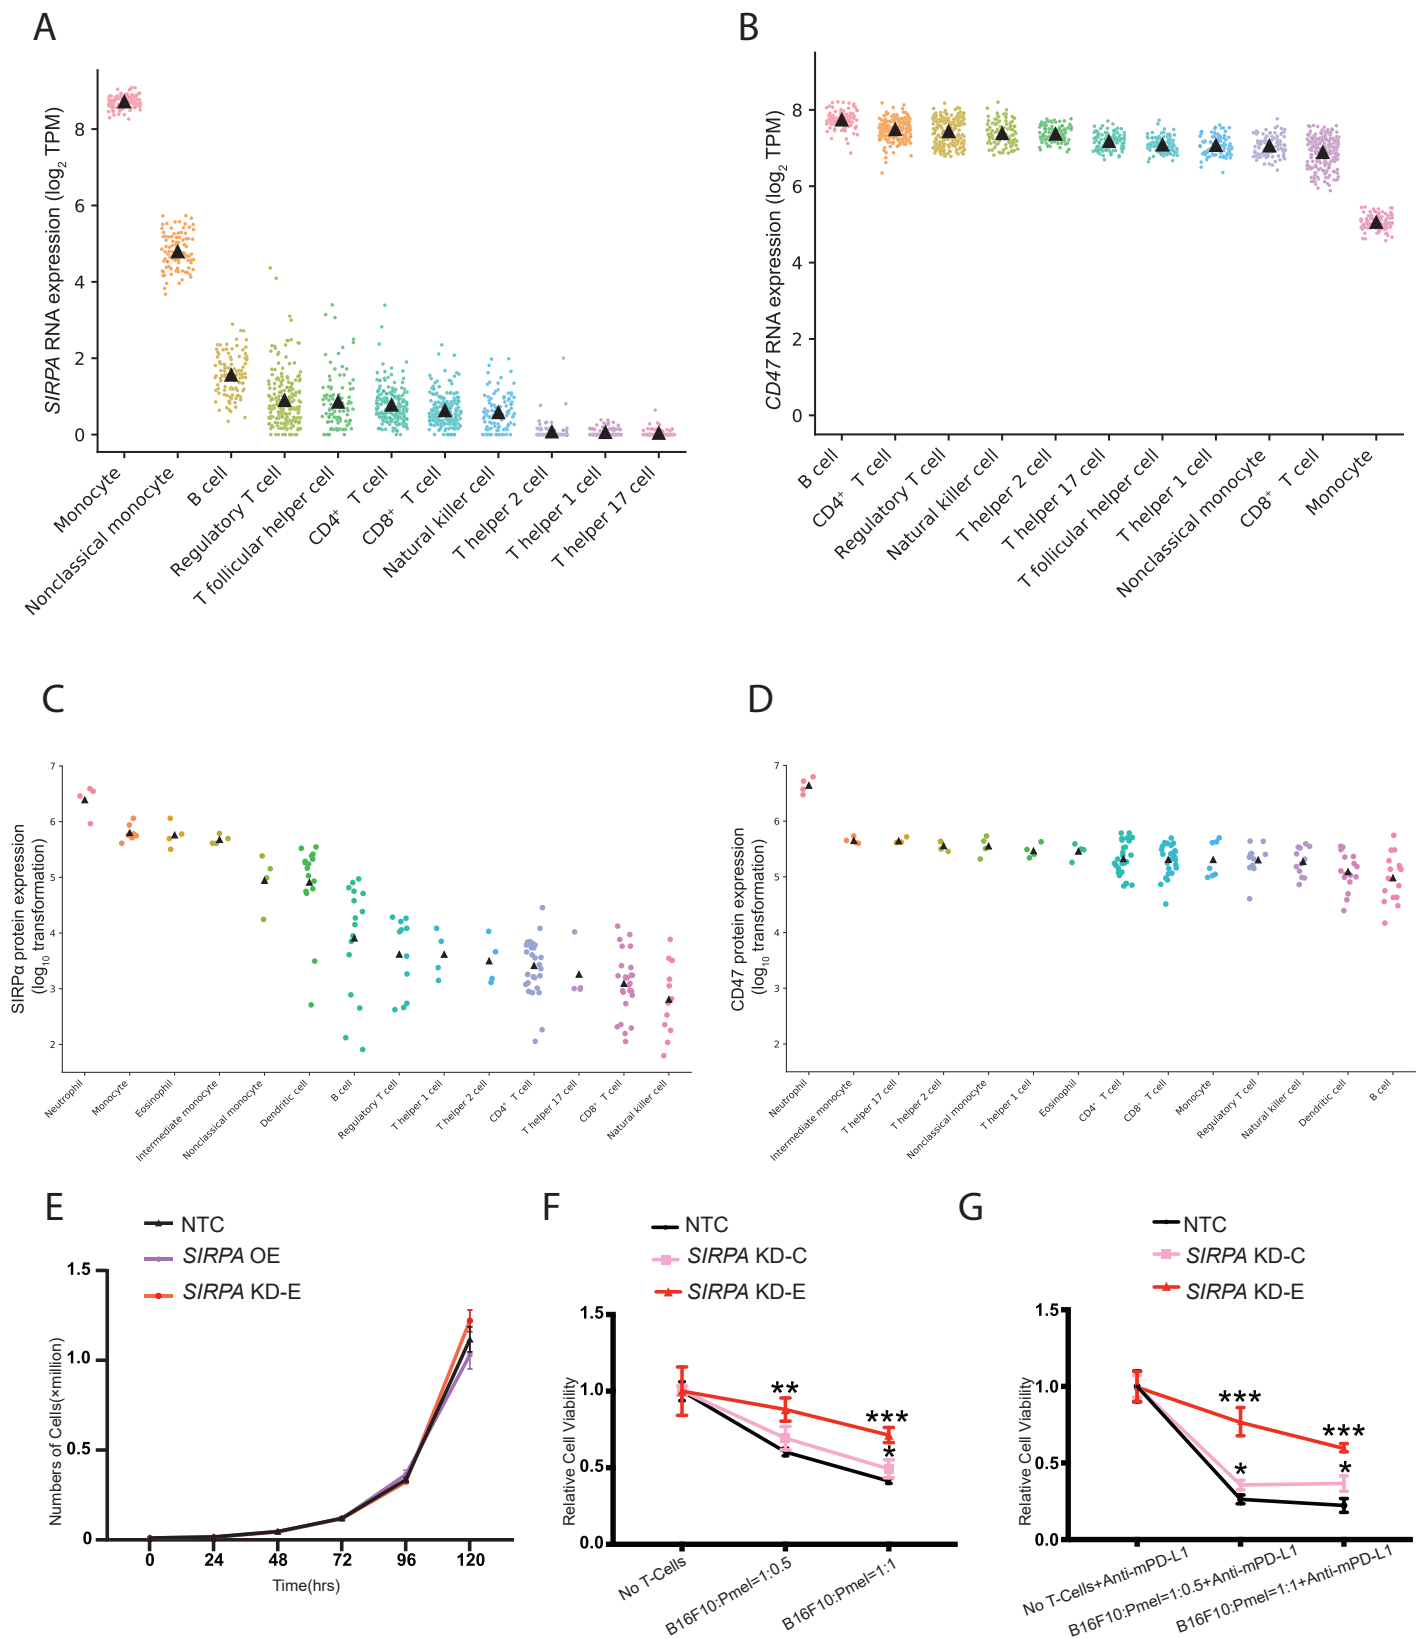 A
SIRPA RNA expression (log2 TPM)
8
6
4
2
0
Monocyte
Nonclassical monocyte
B cell
Regulatory T cell
T follicular helper cell
CD4+ T cell
CD8+ T cell
Natural killer cell
T helper 2 cell
T helper 1 cell
T helper 17 cell
B
CD47 RNA expression (log2 TPM)
8
6
4
2
0
B cell
CD4+ T cell
Regulatory T cell
Natural killer cell
T helper 2 cell
T helper 17 cell
T follicular helper cell
T helper 1 cell
Nonclassical monocyte
CD8+ T cell
Monocyte
C
SIRPα protein expression
(log10 transformation)
7
6
5
4
3
2
Neutrophil
Monocyte
Eosinophil
Intermediate monocyte
Nonclassical monocyte
Dendritic cell
B cell
Regulatory T cell
T helper 1 cell
T helper 2 cell
CD4+ T cell
T helper 17 cell
CD8+ T cell
Natural killer cell
D
CD47 protein expression
(log10 transformation)
7
6
5
4
3
2
Neutrophil
Intermediate monocyte
T helper 17 cell
T helper 2 cell
Nonclassical monocyte
T helper 1 cell
Eosinophil
CD4+ T cell
CD8+ T cell
Monocyte
Regulatory T cell
Natural killer cell
Dendritic cell
B cell
E
NTC
SIRPA OE
SIRPA KD-E
Numbers of Cells(×million)
1.5
1.0
0.5
0
0 24 48 72 96 120
Time(hrs)
F
NTC
SIRPA KD-C
SIRPA KD-E
Relative Cell Viability
1.5
1.0
0.5
0.0
**
***
*
No T-Cells
B16F10:Pmel=1:0.5
B16F10:Pmel=1:1
G
NTC
SIRPA KD-C
SIRPA KD-E
Relative Cell Viability
1.5
1.0
0.5
0.0
***
***
*
*
No T-Cells+Anti-mPD-L1
B16F10:Pmel=1:0.5+Anti-mPD-L1
B16F10:Pmel=1:1+Anti-mPD-L1